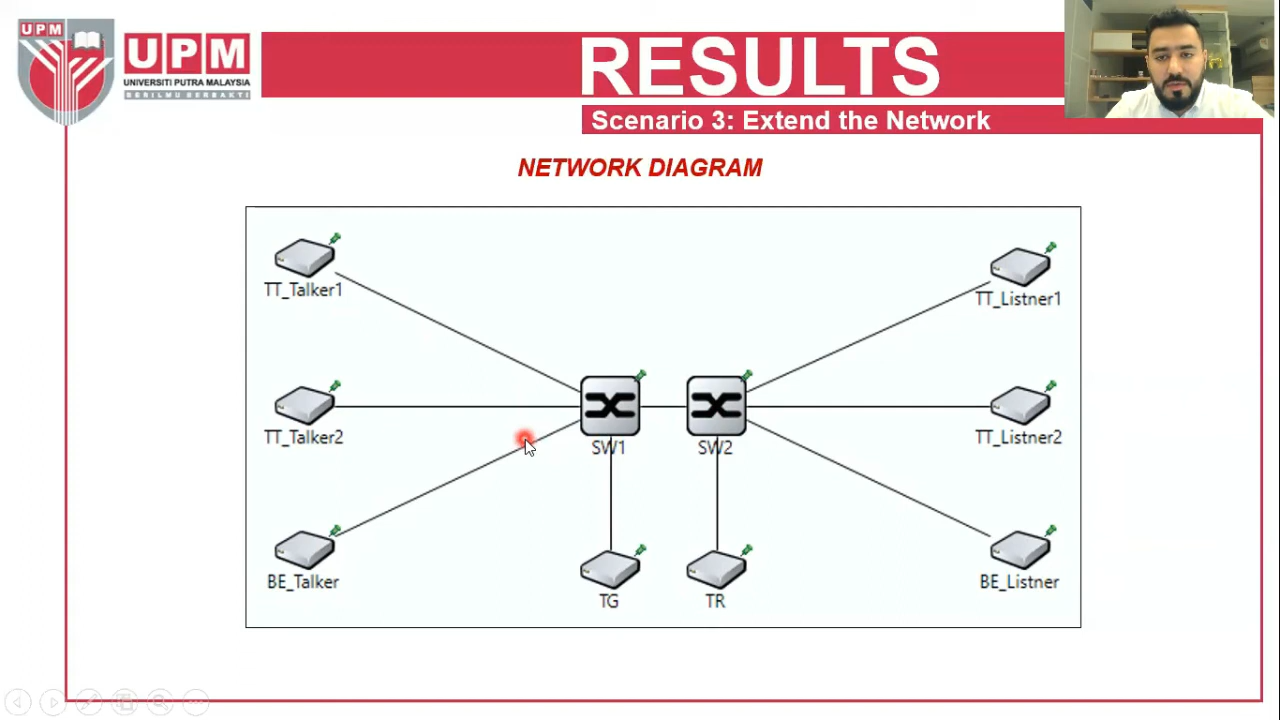 UPM
UPM
UNIVERSITI PUTRA MALAYSIA
BERILMU BERBAKTI
RESULTS
Scenario 3: Extend the Network
NETWORK DIAGRAM
TT_Talker1
TT_Listner1
TT_Talker2
TT_Listner2
SW1
SW2
BE_Talker
BE_Listner
TG
TR